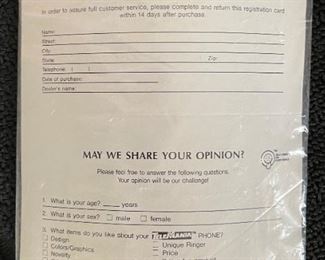 In order to assure full customer service, please complete and return this registration card
within 14 days after purchase.
Name:
Street:
City:
State: Zip:
Telephone: ( )
Date of purchase:
Dealer's name:
MAY WE SHARE YOUR OPINION?
Please feel free to answer the following questions.
Your opinion will be our challenge!
1. What is your age? years
2. What is your sex? male female
3. What items do you like about your TeleMania PHONE?
Design Unique Ringer
Colors/Graphics Price
Novelty